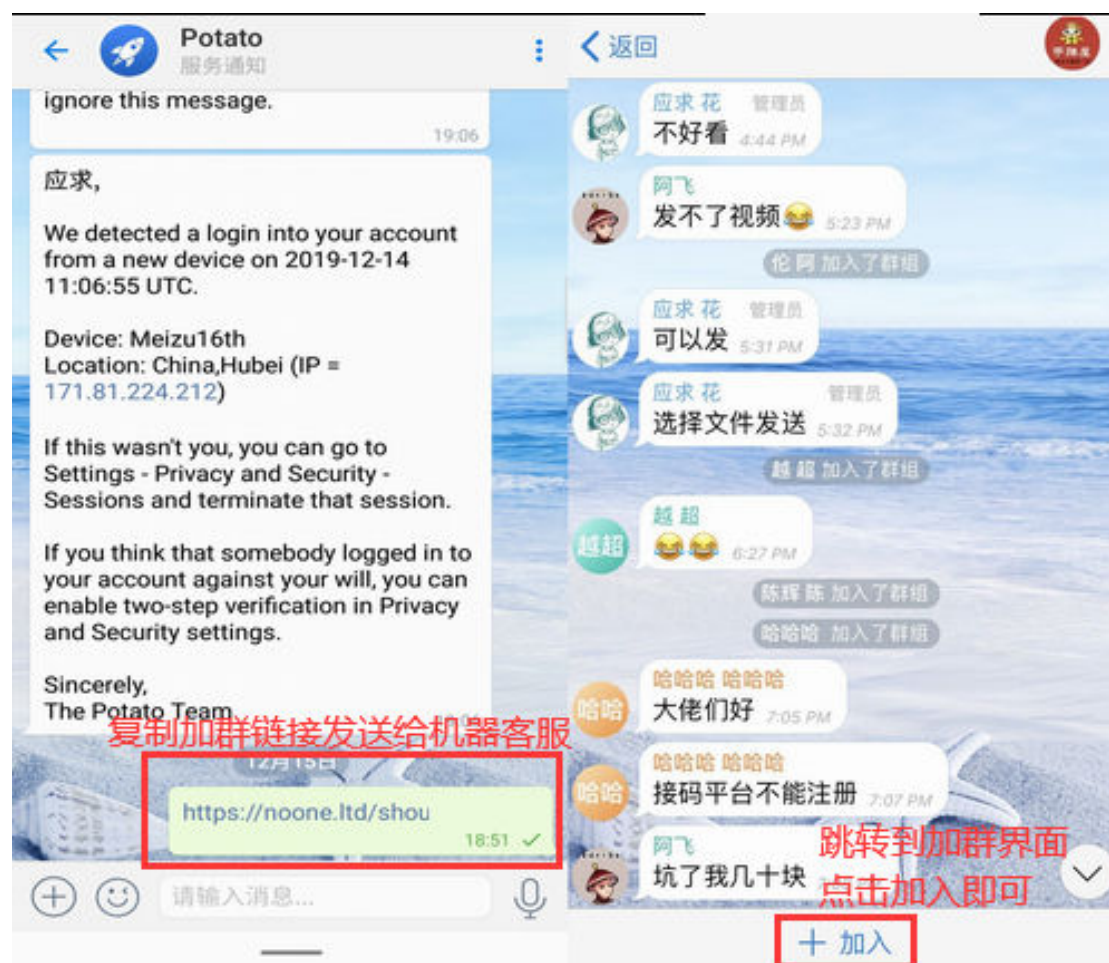 Potato
服务通知
ignore this message.
19:06
应求,
We detected a login into your account
from a new device on 2019-12-14
11:06:55 UTC.
Device: Meizu16th
Location: China,Hubei (IP =
171.81.224.212)
If this wasn't you, you can go to
Settings - Privacy and Security -
Sessions and terminate that session.
If you think that somebody logged in to
your account against your will, you can
enable two-step verification in Privacy
and Security settings.
Sincerely,
The Potato Team
复制加群链接发送给机器客服
12月15日
https://noone.ltd/shou
18:51
请输入消息...
返回
应求 花 管理员
不好看 4:44 PM
阿飞
发不了视频😂 5:23 PM
伦 阿 加入了群组
应求 花 管理员
可以发 5:31 PM
应求 花 管理员
选择文件发送 5:32 PM
越 超 加入了群组
越超
越 超
😂😂 6:27 PM
陈辉 陈 加入了群组
哈哈哈 加入了群组
哈哈
哈哈哈 哈哈哈
大佬们好 7:05 PM
哈哈
哈哈哈 哈哈哈
接码平台不能注册 7:07 PM
阿飞
坑了我几十块
跳转到加群界面
点击加入即可
加入